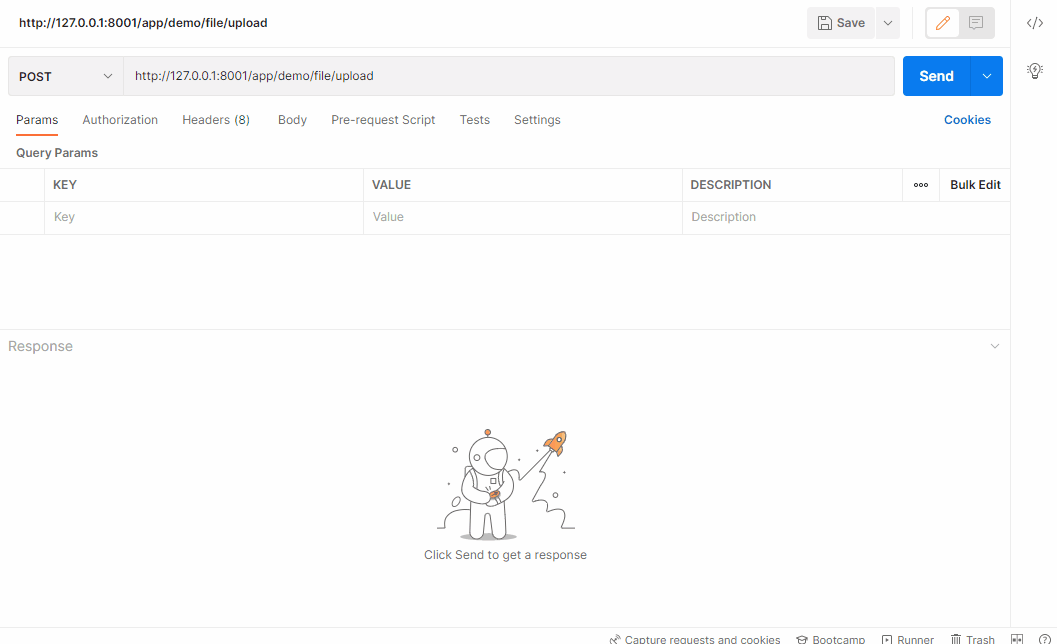 http://127.0.0.1:8001/app/demo/file/upload
Save
POST
http://127.0.0.1:8001/app/demo/file/upload
Send
Params Authorization Headers (8) Body Pre-request Script Tests Settings Cookies
Query Params
KEY VALUE DESCRIPTION Bulk Edit
Key Value Description
Response
Click Send to get a response
Capture requests and cookies Bootcamp Runner Trash